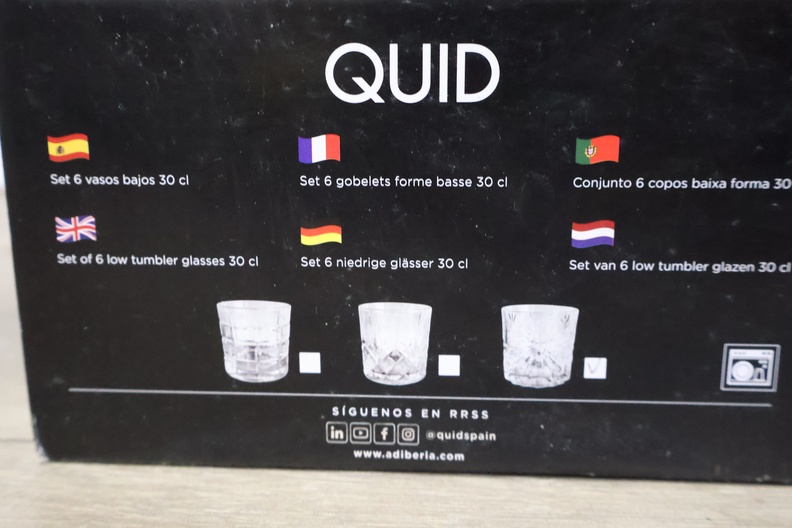 QUID
Set 6 vasos bajos 30 cl
Set 6 gobelets forme basse 30 cl
Conjunto 6 copos baixa forma 30
Set of 6 low tumbler glasses 30 cl
Set 6 niedrige glässer 30 cl
Set van 6 low tumbler glazen 30 cl
SÍGUENOS EN RRSS
in f @quidspain
www.adiberia.com